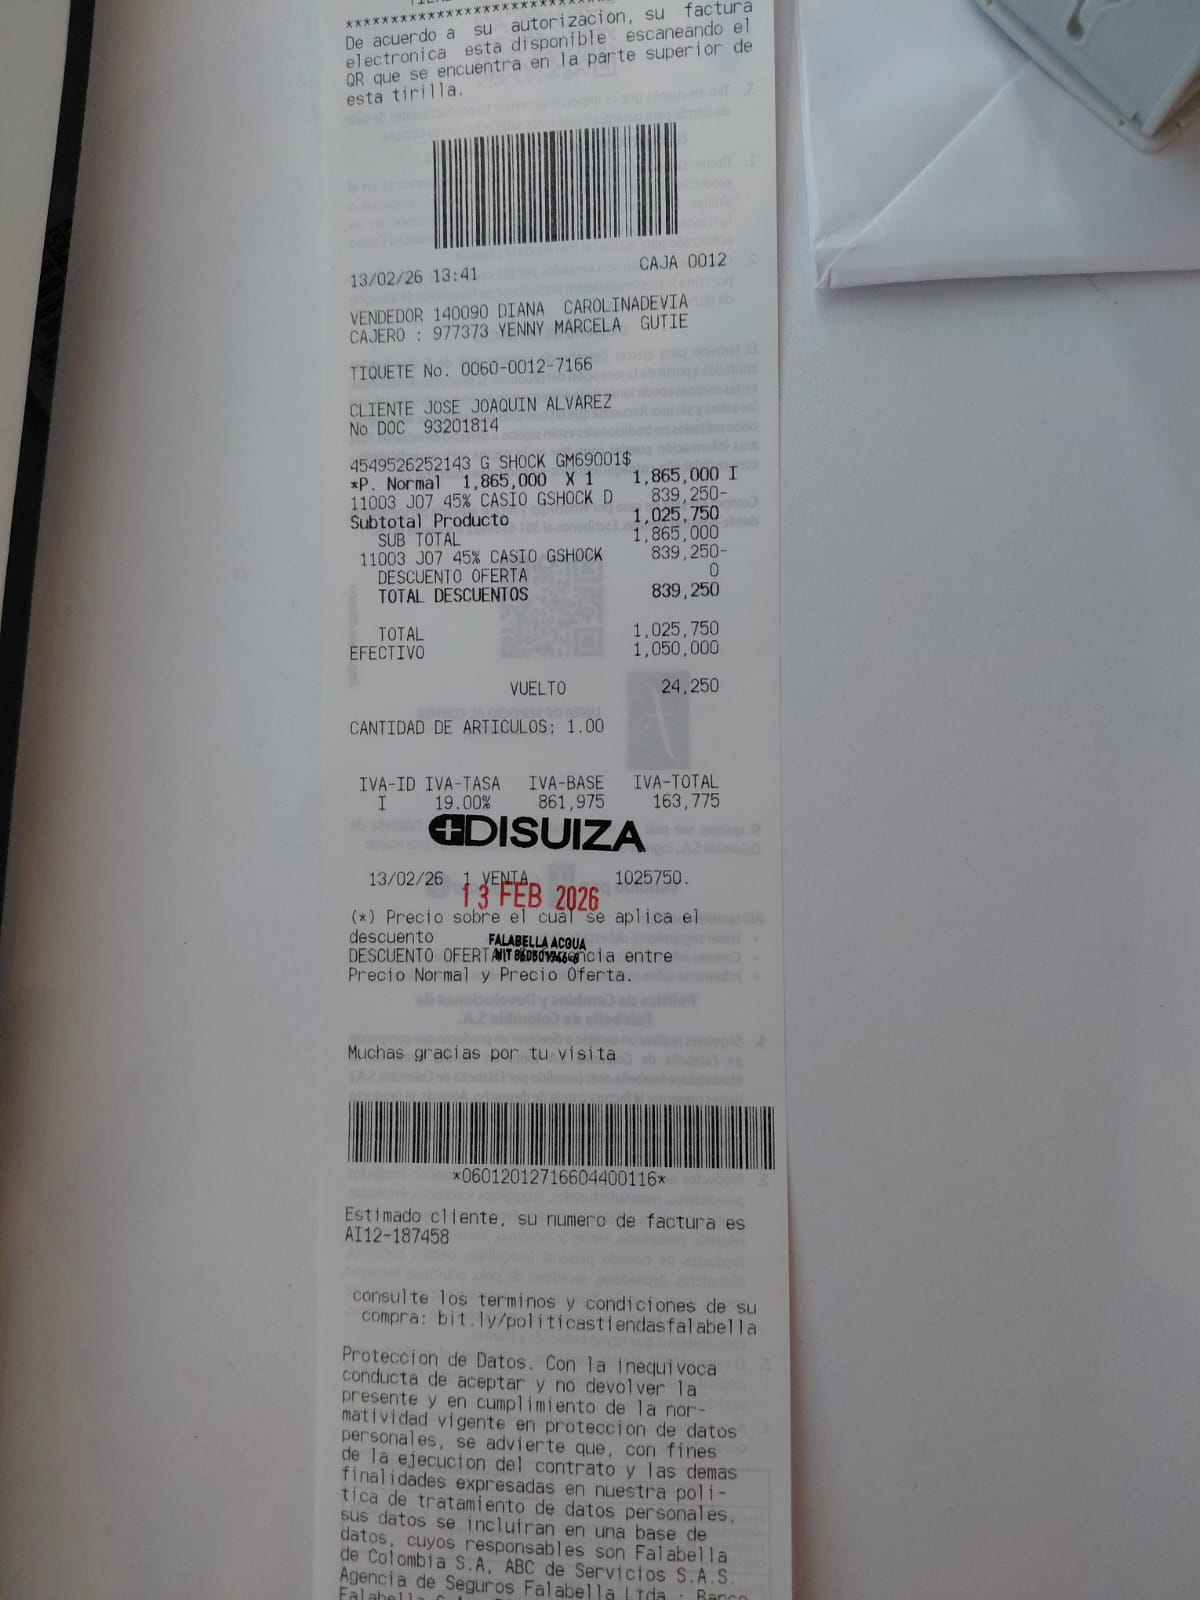 ****************************************
De acuerdo a su autorizacion, su factura
electronica esta disponible escaneando el
QR que se encuentra en la parte superior de
esta tirilla.
13/02/26 13:41 CAJA 0012
VENDEDOR 140090 DIANA CAROLINADEVIA
CAJERO : 977373 YENNY MARCELA GUTIE
TIQUETE No. 0060-0012-7166
CLIENTE JOSE JOAQUIN ALVAREZ
No DOC 93201814
4549526252143 G SHOCK GM69001$
*P. Normal 1,865,000 X 1 1,865,000 I
11003 J07 45% CASIO GSHOCK D 839,250-
Subtotal Producto 1,025,750
SUB TOTAL 1,865,000
11003 J07 45% CASIO GSHOCK 839,250-
DESCUENTO OFERTA 0
TOTAL DESCUENTOS 839,250
TOTAL 1,025,750
EFECTIVO 1,050,000
VUELTO 24,250
CANTIDAD DE ARTICULOS: 1.00
IVA-ID IVA-TASA IVA-BASE IVA-TOTAL
I 19.00% 861,975 163,775
DISUIZA
13/02/26 1 VENTA 1025750.
13 FEB 2026
(*) Precio sobre el cual se aplica el
descuento
FALABELLA ACQUA
DESCUENTO OFERTA entre
Precio Normal y Precio Oferta.
Muchas gracias por tu visita
*06012012716604400116*
Estimado cliente, su numero de factura es
AI12-187458
consulte los terminos y condiciones de su
compra: bit.ly/politicastiendasfalabella
Proteccion de Datos. Con la inequivoca
conducta de aceptar y no devolver la
presente y en cumplimiento de la nor-
matividad vigente en proteccion de datos
personales, se advierte que, con fines
de la ejecucion del contrato y las demas
finalidades expresadas en nuestra poli-
tica de tratamiento de datos personales,
sus datos se incluiran en una base de
datos, cuyos responsables son Falabella
de Colombia S.A, ABC de Servicios S.A.S.
Agencia de Seguros Falabella Ltda . Banco